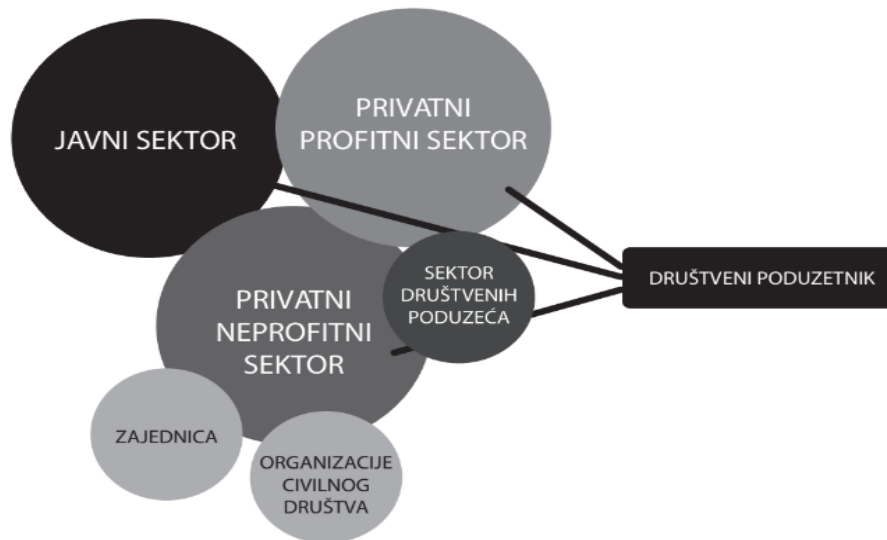 JAVNI SEKTOR
PRIVATNI
PROFITNI SEKTOR
PRIVATNI
NEPROFITNI
SEKTOR
SEKTOR
DRUŠTVENIH
PODUZEĆA
DRUŠTVENI PODUZETNIK
ZAJEDNICA
ORGANIZACIJE
CIVILNOG
DRUŠTVA